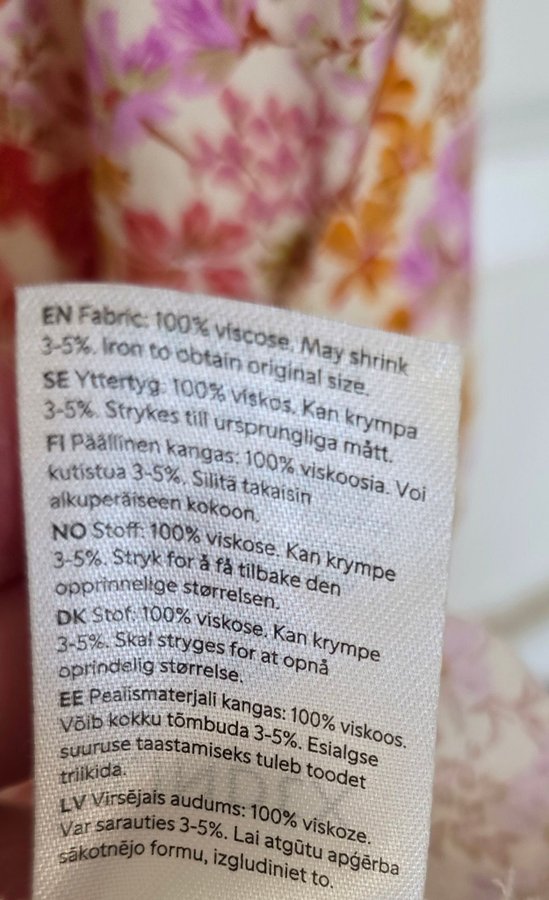 EN Fabric: 100% viscose. May shrink
3-5%. Iron to obtain original size.
SE Yttertyg: 100% viskos. Kan krympa
3-5%. Strykes till ursprungliga mått.
FI Päällinen kangas: 100% viskoosia. Voi
kutistua 3-5%. Silitä takaisin
alkuperäiseen kokoon.
NO Stoff: 100% viskose. Kan krympe
3-5%. Stryk for å få tilbake den
opprinnelige størrelsen.
DK Stof: 100% viskose. Kan krympe
3-5%. Skal stryges for at opnå
oprindelig størrelse.
EE Pealismaterjali kangas: 100% viskoos.
Võib kokku tõmbuda 3-5%. Esialgse
suuruse taastamiseks tuleb toodet
triikida.
LV Virsējais audums: 100% viskoze.
Var sarauties 3-5%. Lai atgūtu apģērba
sākotnējo formu, izgludiniet to.